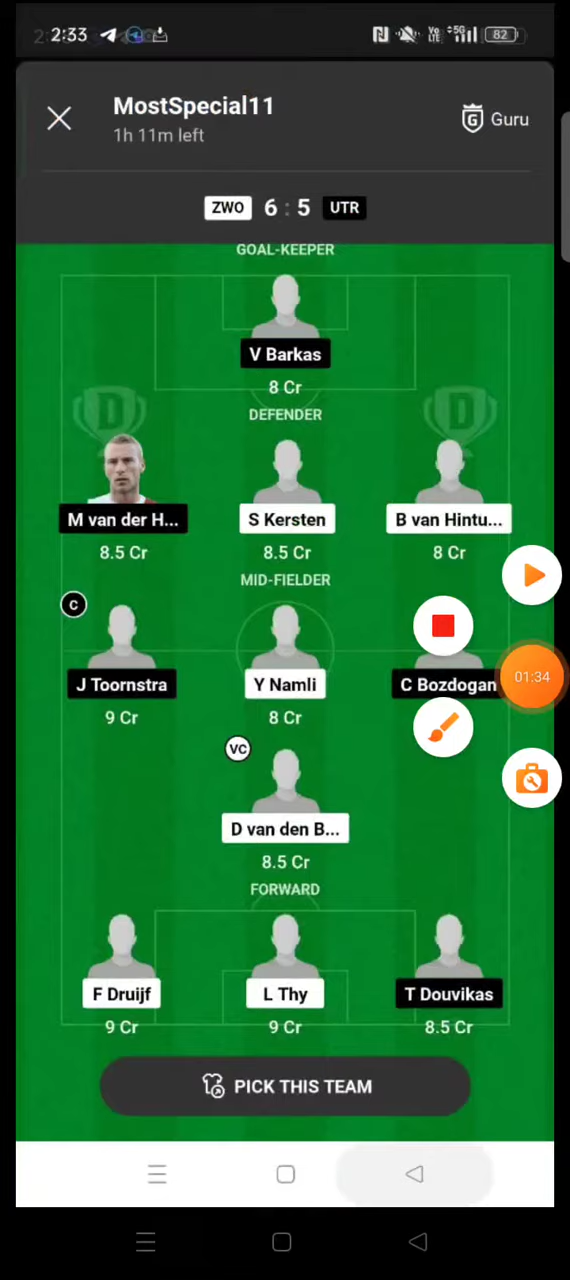 2:33
5G
VoLTE
82
MostSpecial11
1h 11m left
G Guru
ZWO 6 : 5 UTR
GOAL-KEEPER
V Barkas
8 Cr
DEFENDER
M van der H... S Kersten B van Hintu...
8.5 Cr 8.5 Cr 8 Cr
MID-FIELDER
C
J Toornstra Y Namli C Bozdogan
9 Cr 8 Cr
01:34
VC
D van den B...
8.5 Cr
FORWARD
F Druijf L Thy T Douvikas
9 Cr 9 Cr 8.5 Cr
PICK THIS TEAM